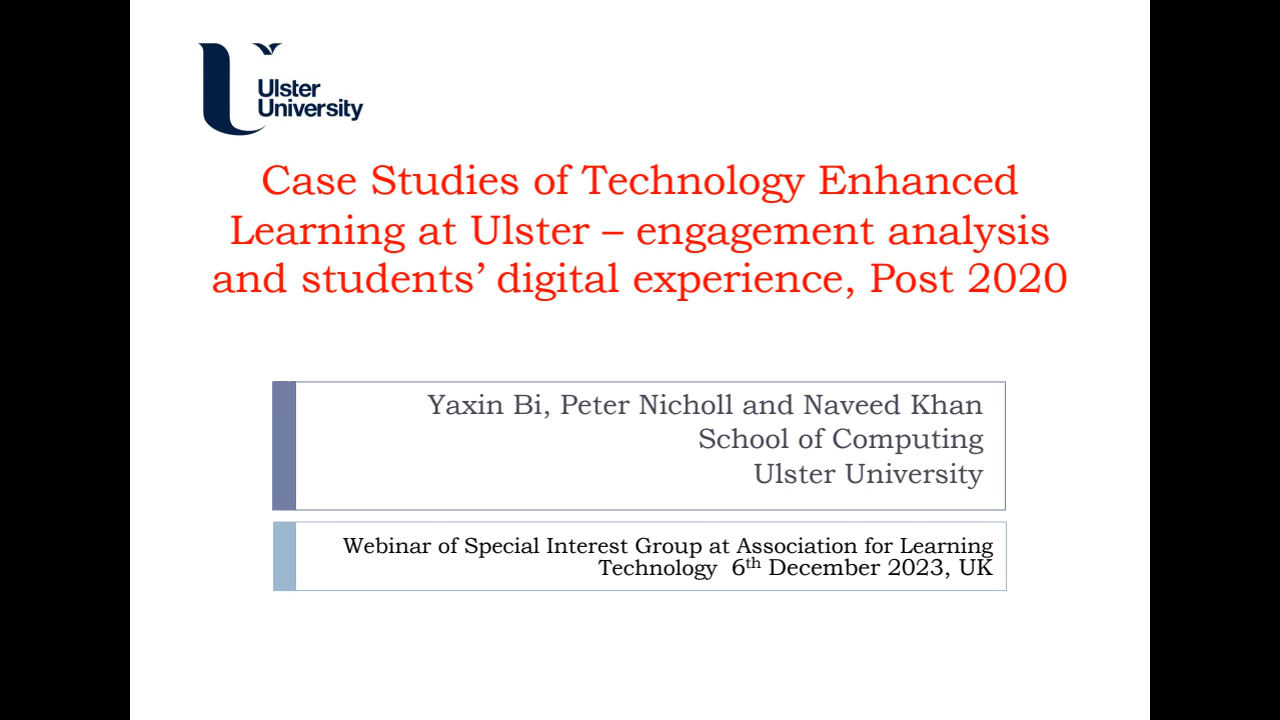 Ulster
University
Case Studies of Technology Enhanced
Learning at Ulster – engagement analysis
and students’ digital experience, Post 2020
Yaxin Bi, Peter Nicholl and Naveed Khan
School of Computing
Ulster University
Webinar of Special Interest Group at Association for Learning
Technology 6th December 2023, UK